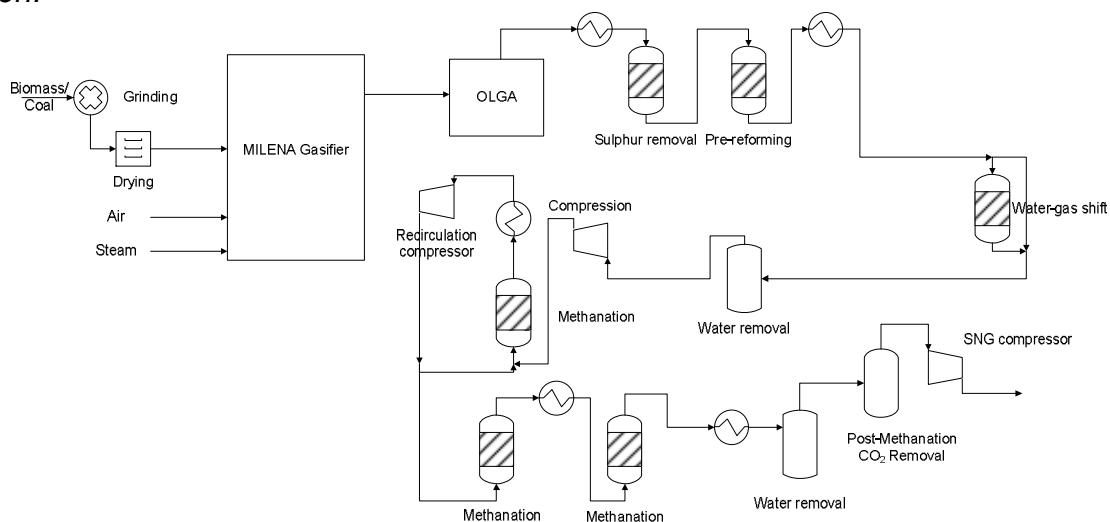 Biomass/
Coal
Grinding
Drying
Air
Steam
MILENA Gasifier
OLGA
Sulphur removal
Pre-reforming
Water-gas shift
Recirculation
compressor
Compression
Methanation
Water removal
SNG compressor
Methanation
Methanation
Water removal
Post-Methanation
CO₂ Removal